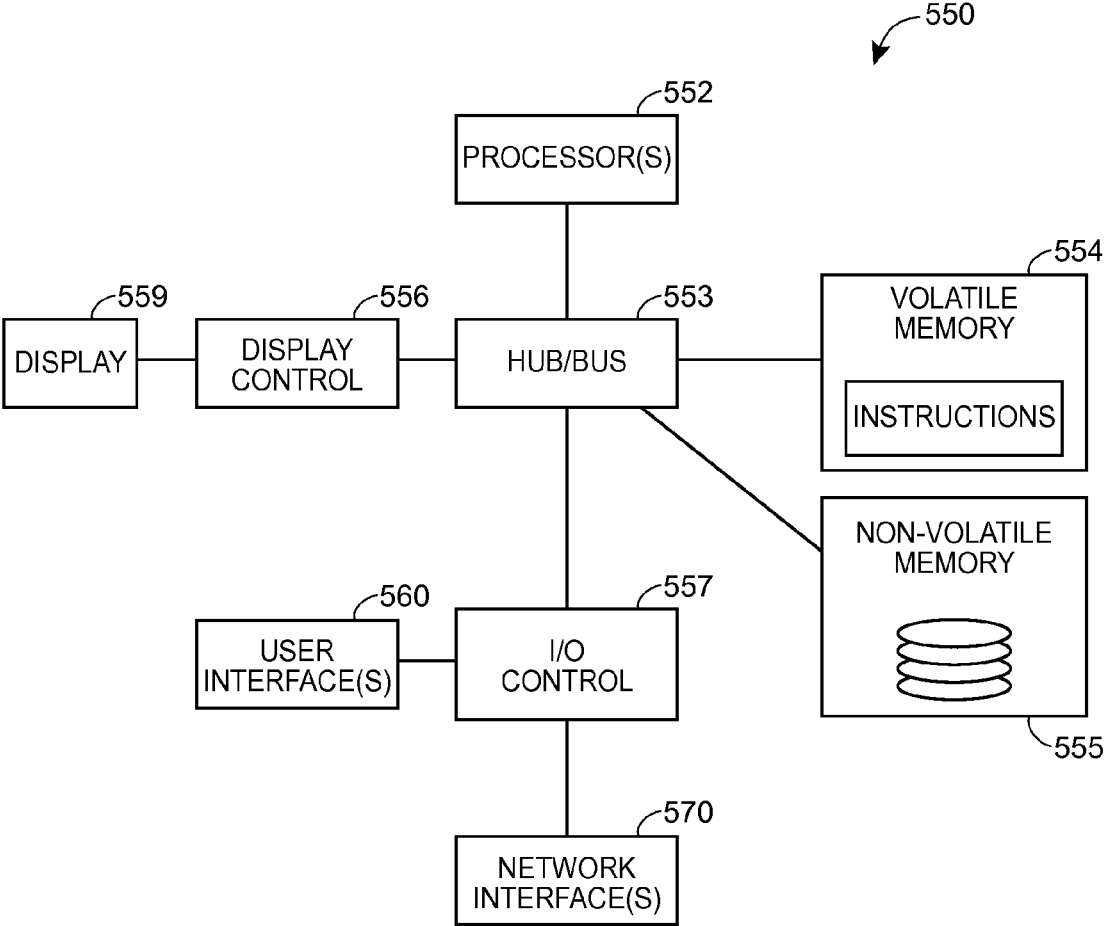 550
552
PROCESSOR(S)
554
VOLATILE
MEMORY
INSTRUCTIONS
559
DISPLAY
556
DISPLAY
CONTROL
553
HUB/BUS
NON-VOLATILE
MEMORY
555
560
USER
INTERFACE(S)
557
I/O
CONTROL
570
NETWORK
INTERFACE(S)